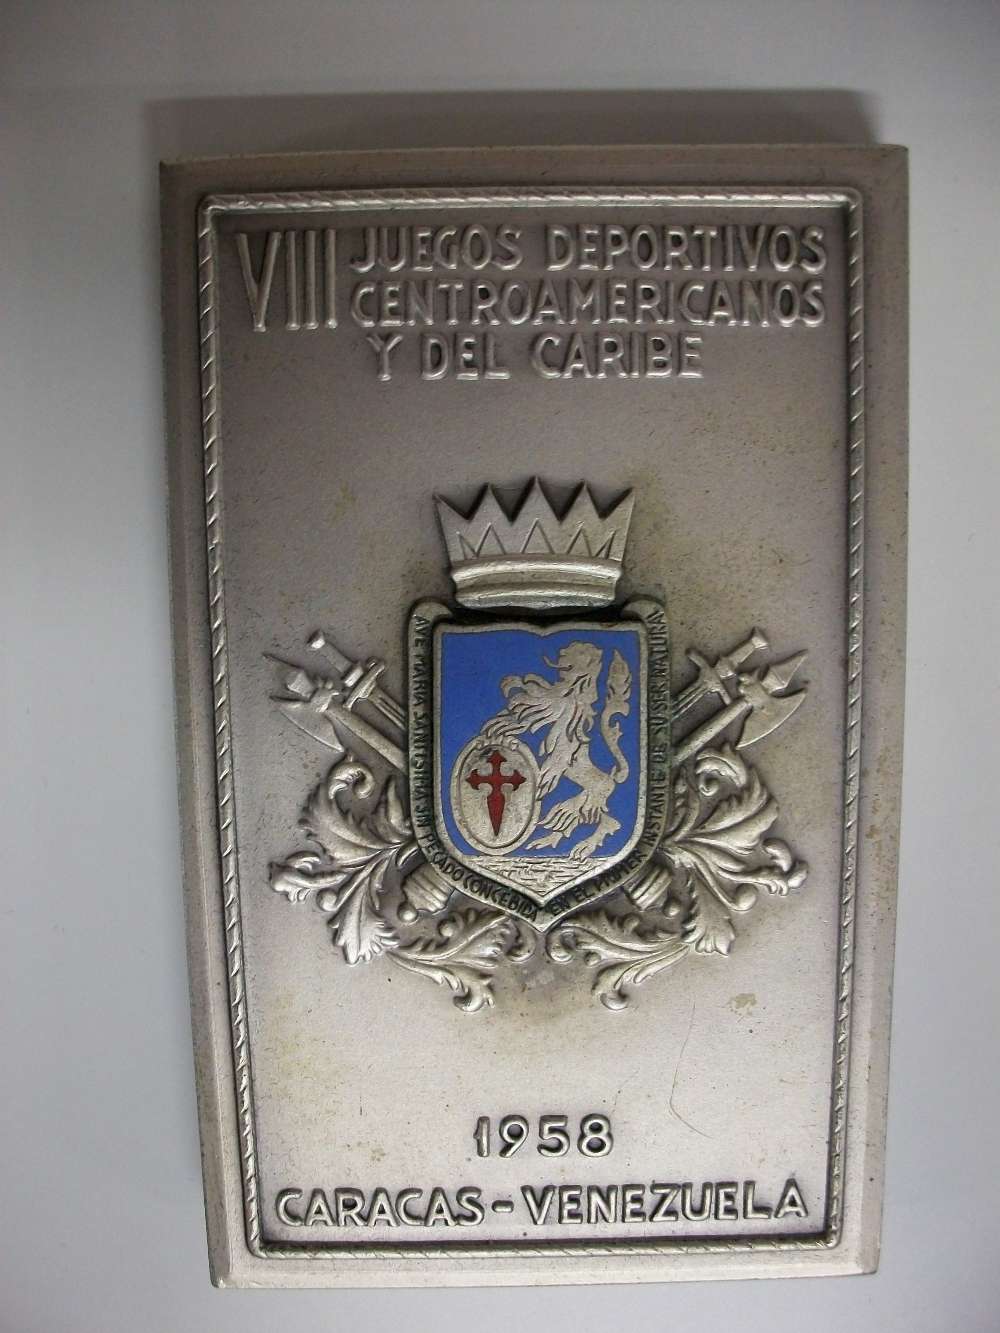 VIII JUEGOS DEPORTIVOS
CENTROAMERICANOS
Y DEL CARIBE
AVE MARIA SANTISIMA SIN PECADO CONCEBIDA EN EL PRIMER INSTANTE DE SU SER NATURAL
1958
CARACAS - VENEZUELA